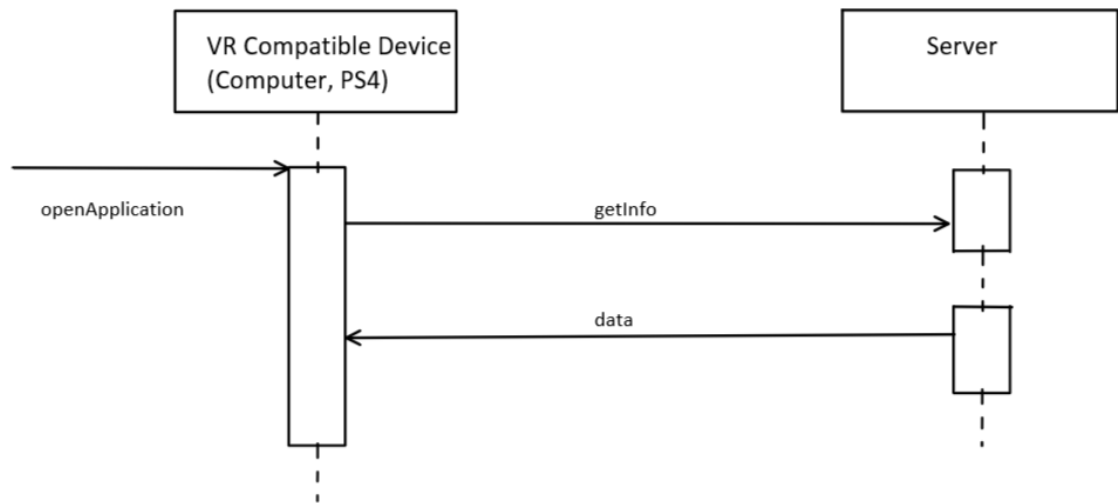 VR Compatible Device
(Computer, PS4)
Server
openApplication
getInfo
data